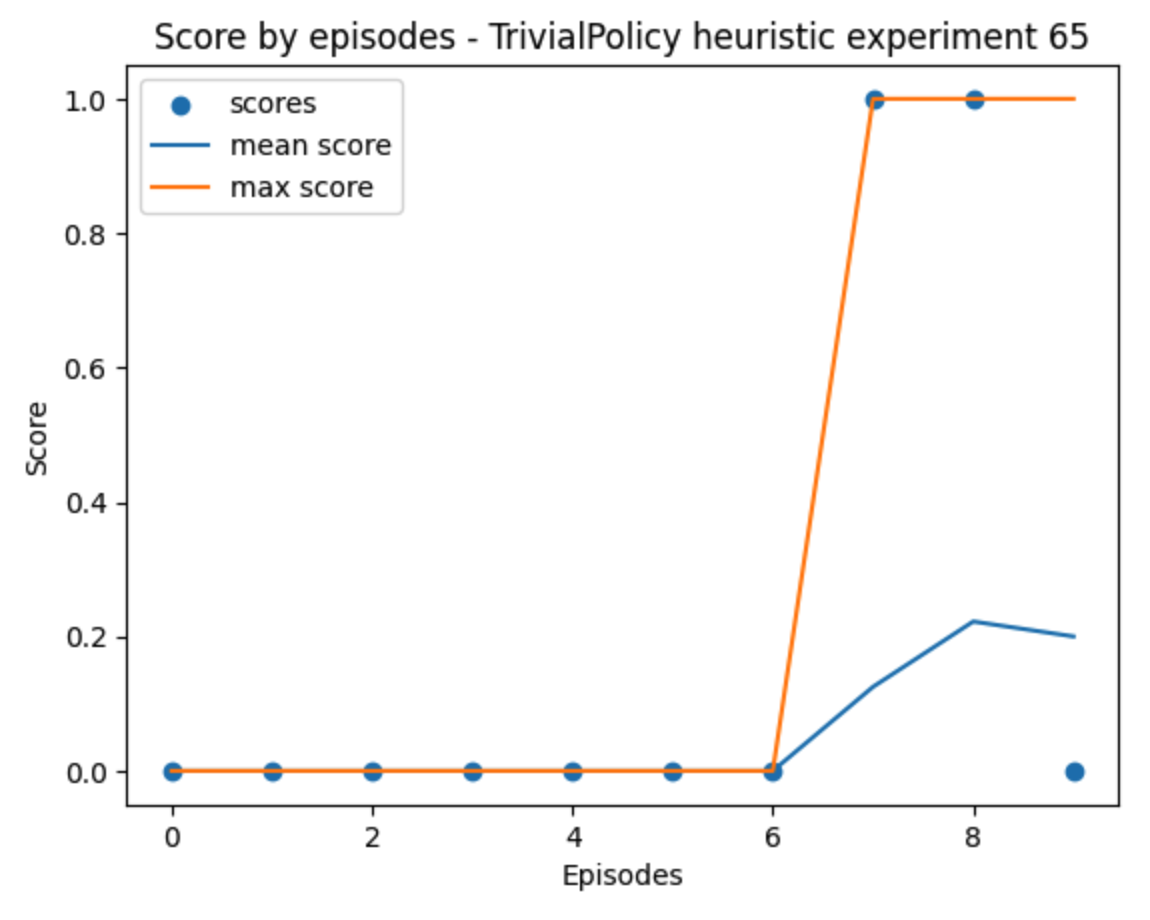 Score by episodes - TrivialPolicy heuristic experiment 65
scores
mean score
max score
1.0
0.8
0.6
0.4
0.2
0.0
Score
0 2 4 6 8
Episodes